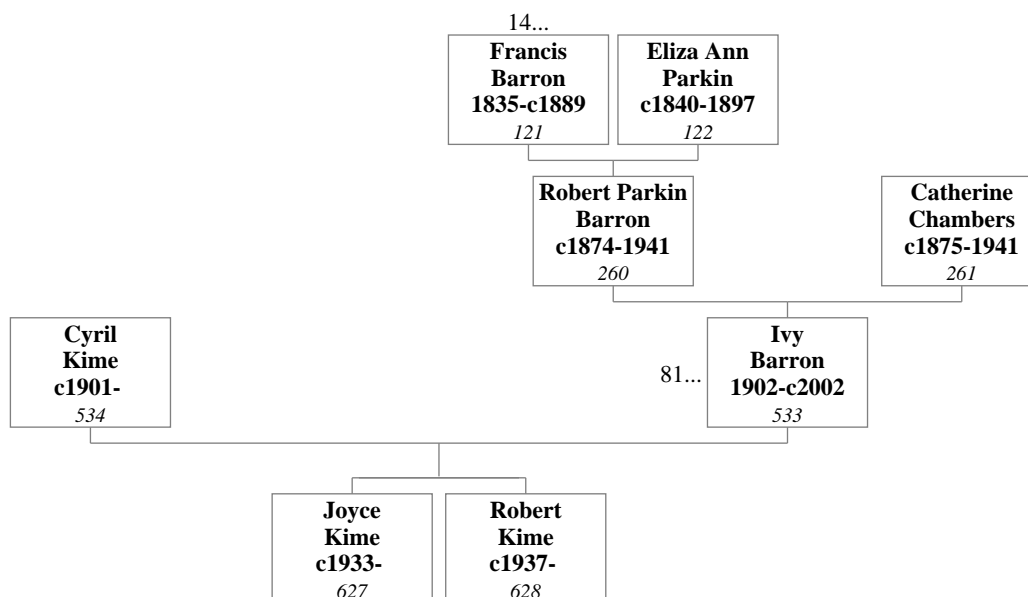 14...
Francis
Barron
1835-c1889
121
Eliza Ann
Parkin
c1840-1897
122
Robert Parkin
Barron
c1874-1941
260
Catherine
Chambers
c1875-1941
261
Cyril
Kime
c1901-
534
81...
Ivy
Barron
1902-c2002
533
Joyce
Kime
c1933-
627
Robert
Kime
c1937-
628